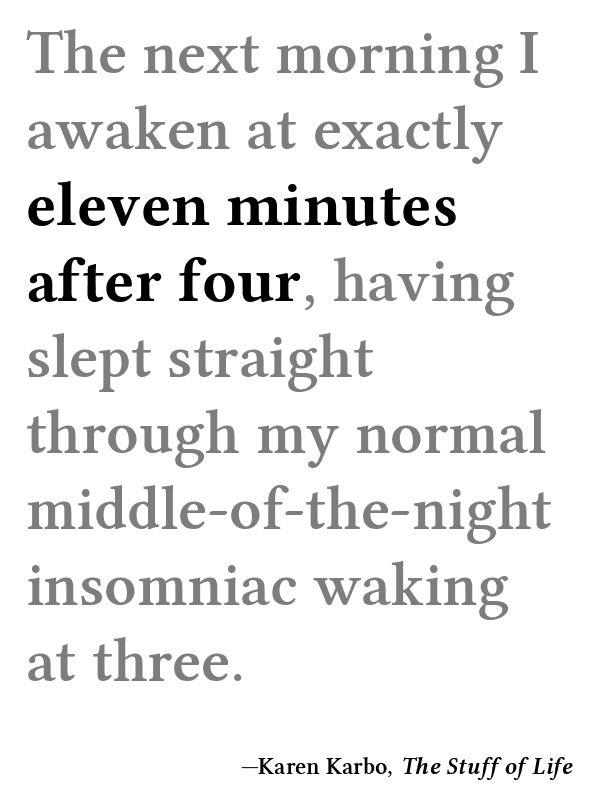 The next morning I
awaken at exactly
eleven minutes
after four, having
slept straight
through my normal
middle-of-the-night
insomniac waking
at three.
—Karen Karbo, The Stuff of Life